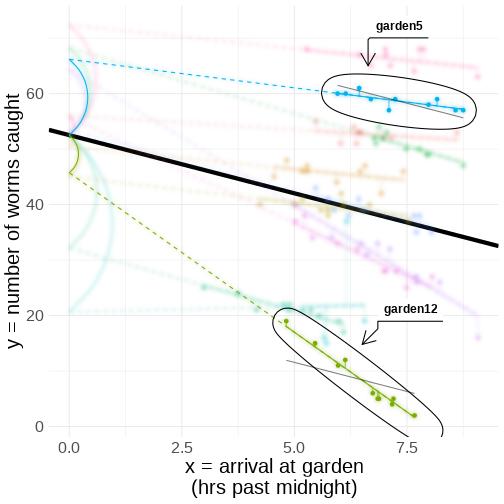 garden5
60
40
20
0
garden12
0.0 2.5 5.0 7.5
y = number of worms caught
x = arrival at garden
(hrs past midnight)